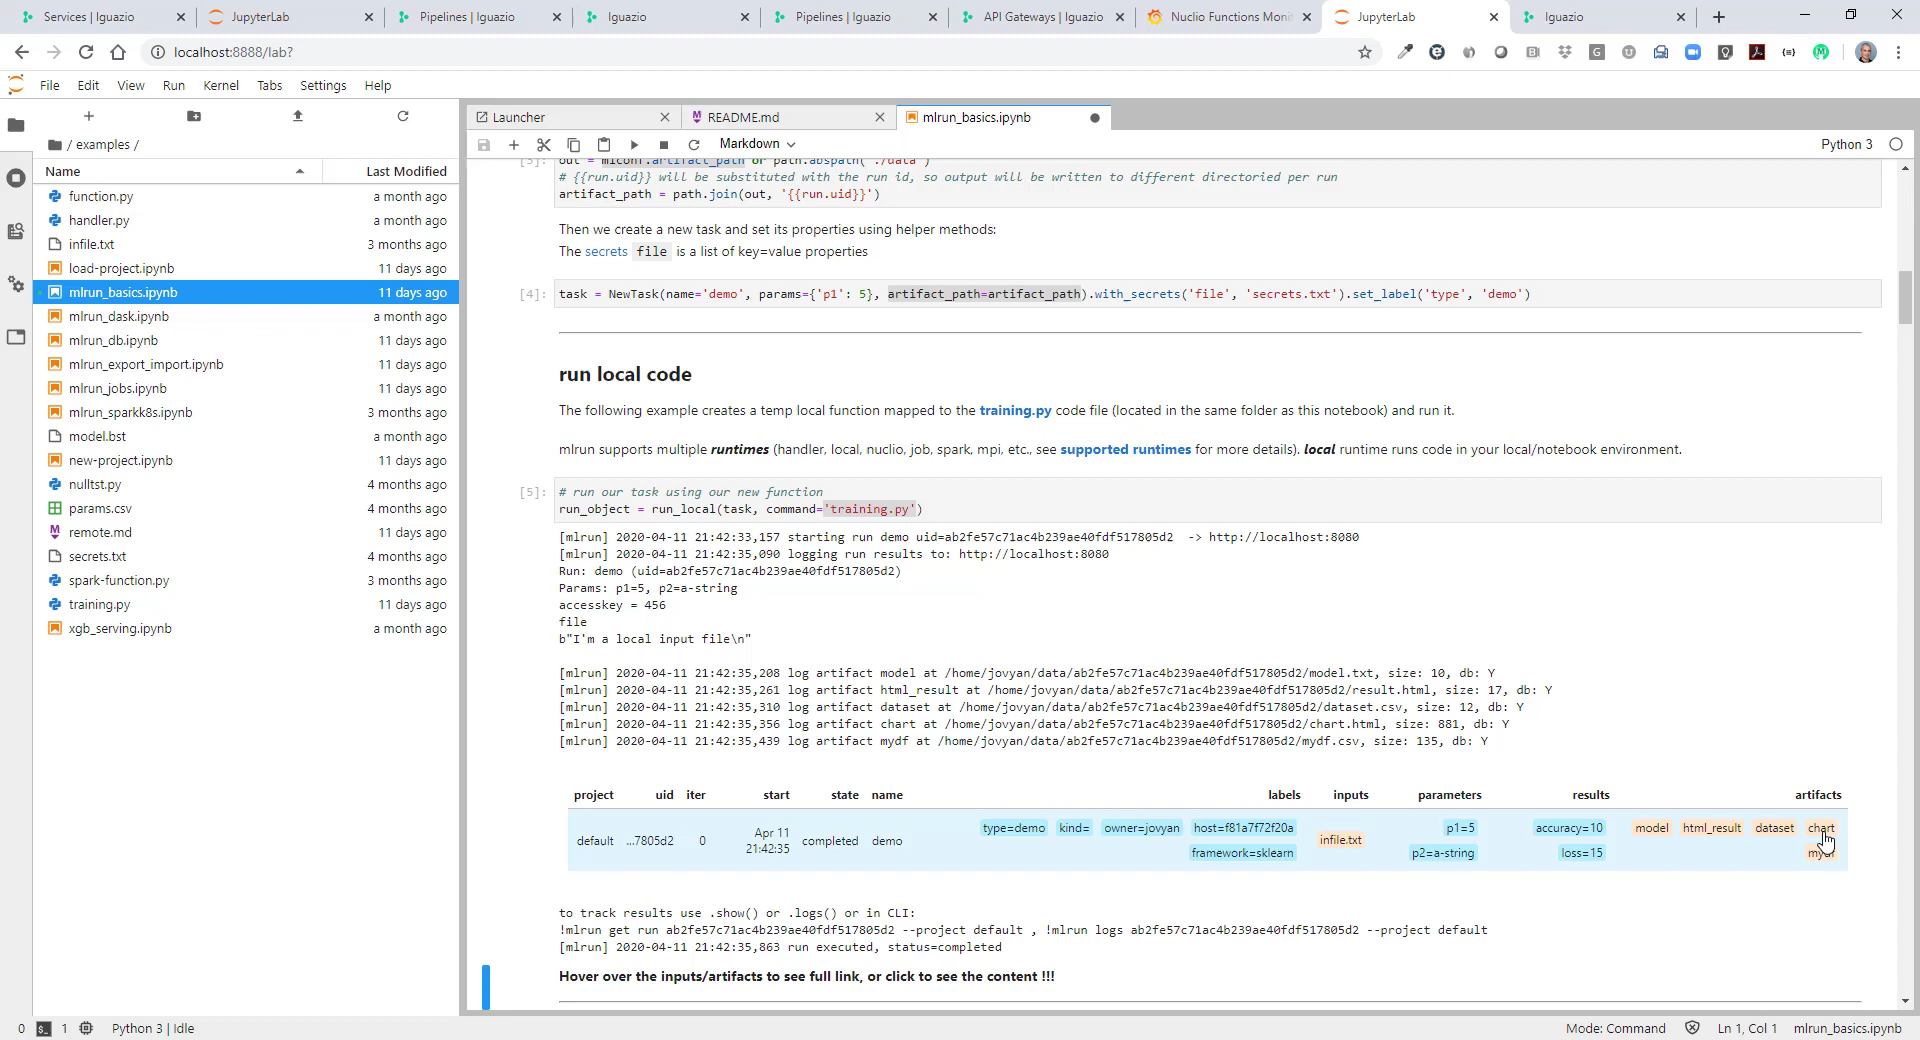 Services | Iguazio
JupyterLab
Pipelines | Iguazio
Iguazio
Pipelines | Iguazio
API Gateways | Iguazio
Nuclio Functions Monit
JupyterLab
Iguazio
localhost:8888/lab?
File Edit View Run Kernel Tabs Settings Help
Launcher
README.md
mlrun_basics.ipynb
/ examples /
Markdown
Python 3
Name Last Modified
function.py a month ago
handler.py a month ago
infile.txt 3 months ago
load-project.ipynb 11 days ago
mlrun_basics.ipynb 11 days ago
mlrun_dask.ipynb a month ago
mlrun_db.ipynb 11 days ago
mlrun_export_import.ipynb 11 days ago
mlrun_jobs.ipynb 11 days ago
mlrun_sparkk8s.ipynb 3 months ago
model.bst a month ago
new-project.ipynb 11 days ago
nulltst.py 4 months ago
params.csv 4 months ago
remote.md 11 days ago
secrets.txt 4 months ago
spark-function.py 3 months ago
training.py 11 days ago
xgb_serving.ipynb a month ago
[3]: out = mlconf.artifact_path or path.abspath('./data')
# {{run.uid}} will be substituted with the run id, so output will be written to different directoried per run
artifact_path = path.join(out, '{{run.uid}}')
Then we create a new task and set its properties using helper methods:
The secrets file is a list of key=value properties
[4]: task = NewTask(name='demo', params={'p1': 5}, artifact_path=artifact_path).with_secrets('file', 'secrets.txt').set_label('type', 'demo')
run local code
The following example creates a temp local function mapped to the training.py code file (located in the same folder as this notebook) and run it.
mlrun supports multiple runtimes (handler, local, nuclio, job, spark, mpi, etc., see supported runtimes for more details). local runtime runs code in your local/notebook environment.
[5]: # run our task using our new function
run_object = run_local(task, command='training.py')
[mlrun] 2020-04-11 21:42:33,157 starting run demo uid=ab2fe57c71ac4b239ae40fdf517805d2 -> http://localhost:8080
[mlrun] 2020-04-11 21:42:35,090 logging run results to: http://localhost:8080
Run: demo (uid=ab2fe57c71ac4b239ae40fdf517805d2)
Params: p1=5, p2=a-string
accesskey = 456
file
b"I'm a local input file\n"
[mlrun] 2020-04-11 21:42:35,208 log artifact model at /home/jovyan/data/ab2fe57c71ac4b239ae40fdf517805d2/model.txt, size: 10, db: Y
[mlrun] 2020-04-11 21:42:35,261 log artifact html_result at /home/jovyan/data/ab2fe57c71ac4b239ae40fdf517805d2/result.html, size: 17, db: Y
[mlrun] 2020-04-11 21:42:35,310 log artifact dataset at /home/jovyan/data/ab2fe57c71ac4b239ae40fdf517805d2/dataset.csv, size: 12, db: Y
[mlrun] 2020-04-11 21:42:35,356 log artifact chart at /home/jovyan/data/ab2fe57c71ac4b239ae40fdf517805d2/chart.html, size: 881, db: Y
[mlrun] 2020-04-11 21:42:35,439 log artifact mydf at /home/jovyan/data/ab2fe57c71ac4b239ae40fdf517805d2/mydf.csv, size: 135, db: Y
project uid iter start state name labels inputs parameters results artifacts
default ...7805d2 0 Apr 11 21:42:35 completed demo type=demo kind= owner=jovyan host=f81a7f72f20a framework=sklearn infile.txt p1=5 p2=a-string accuracy=10 loss=15 model html_result dataset chart
to track results use .show() or .logs() or in CLI:
!mlrun get run ab2fe57c71ac4b239ae40fdf517805d2 --project default , !mlrun logs ab2fe57c71ac4b239ae40fdf517805d2 --project default
[mlrun] 2020-04-11 21:42:35,863 run executed, status=completed
Hover over the inputs/artifacts to see full link, or click to see the content !!!
0 1 Python 3 | Idle Mode: Command Ln 1, Col 1 mlrun_basics.ipynb